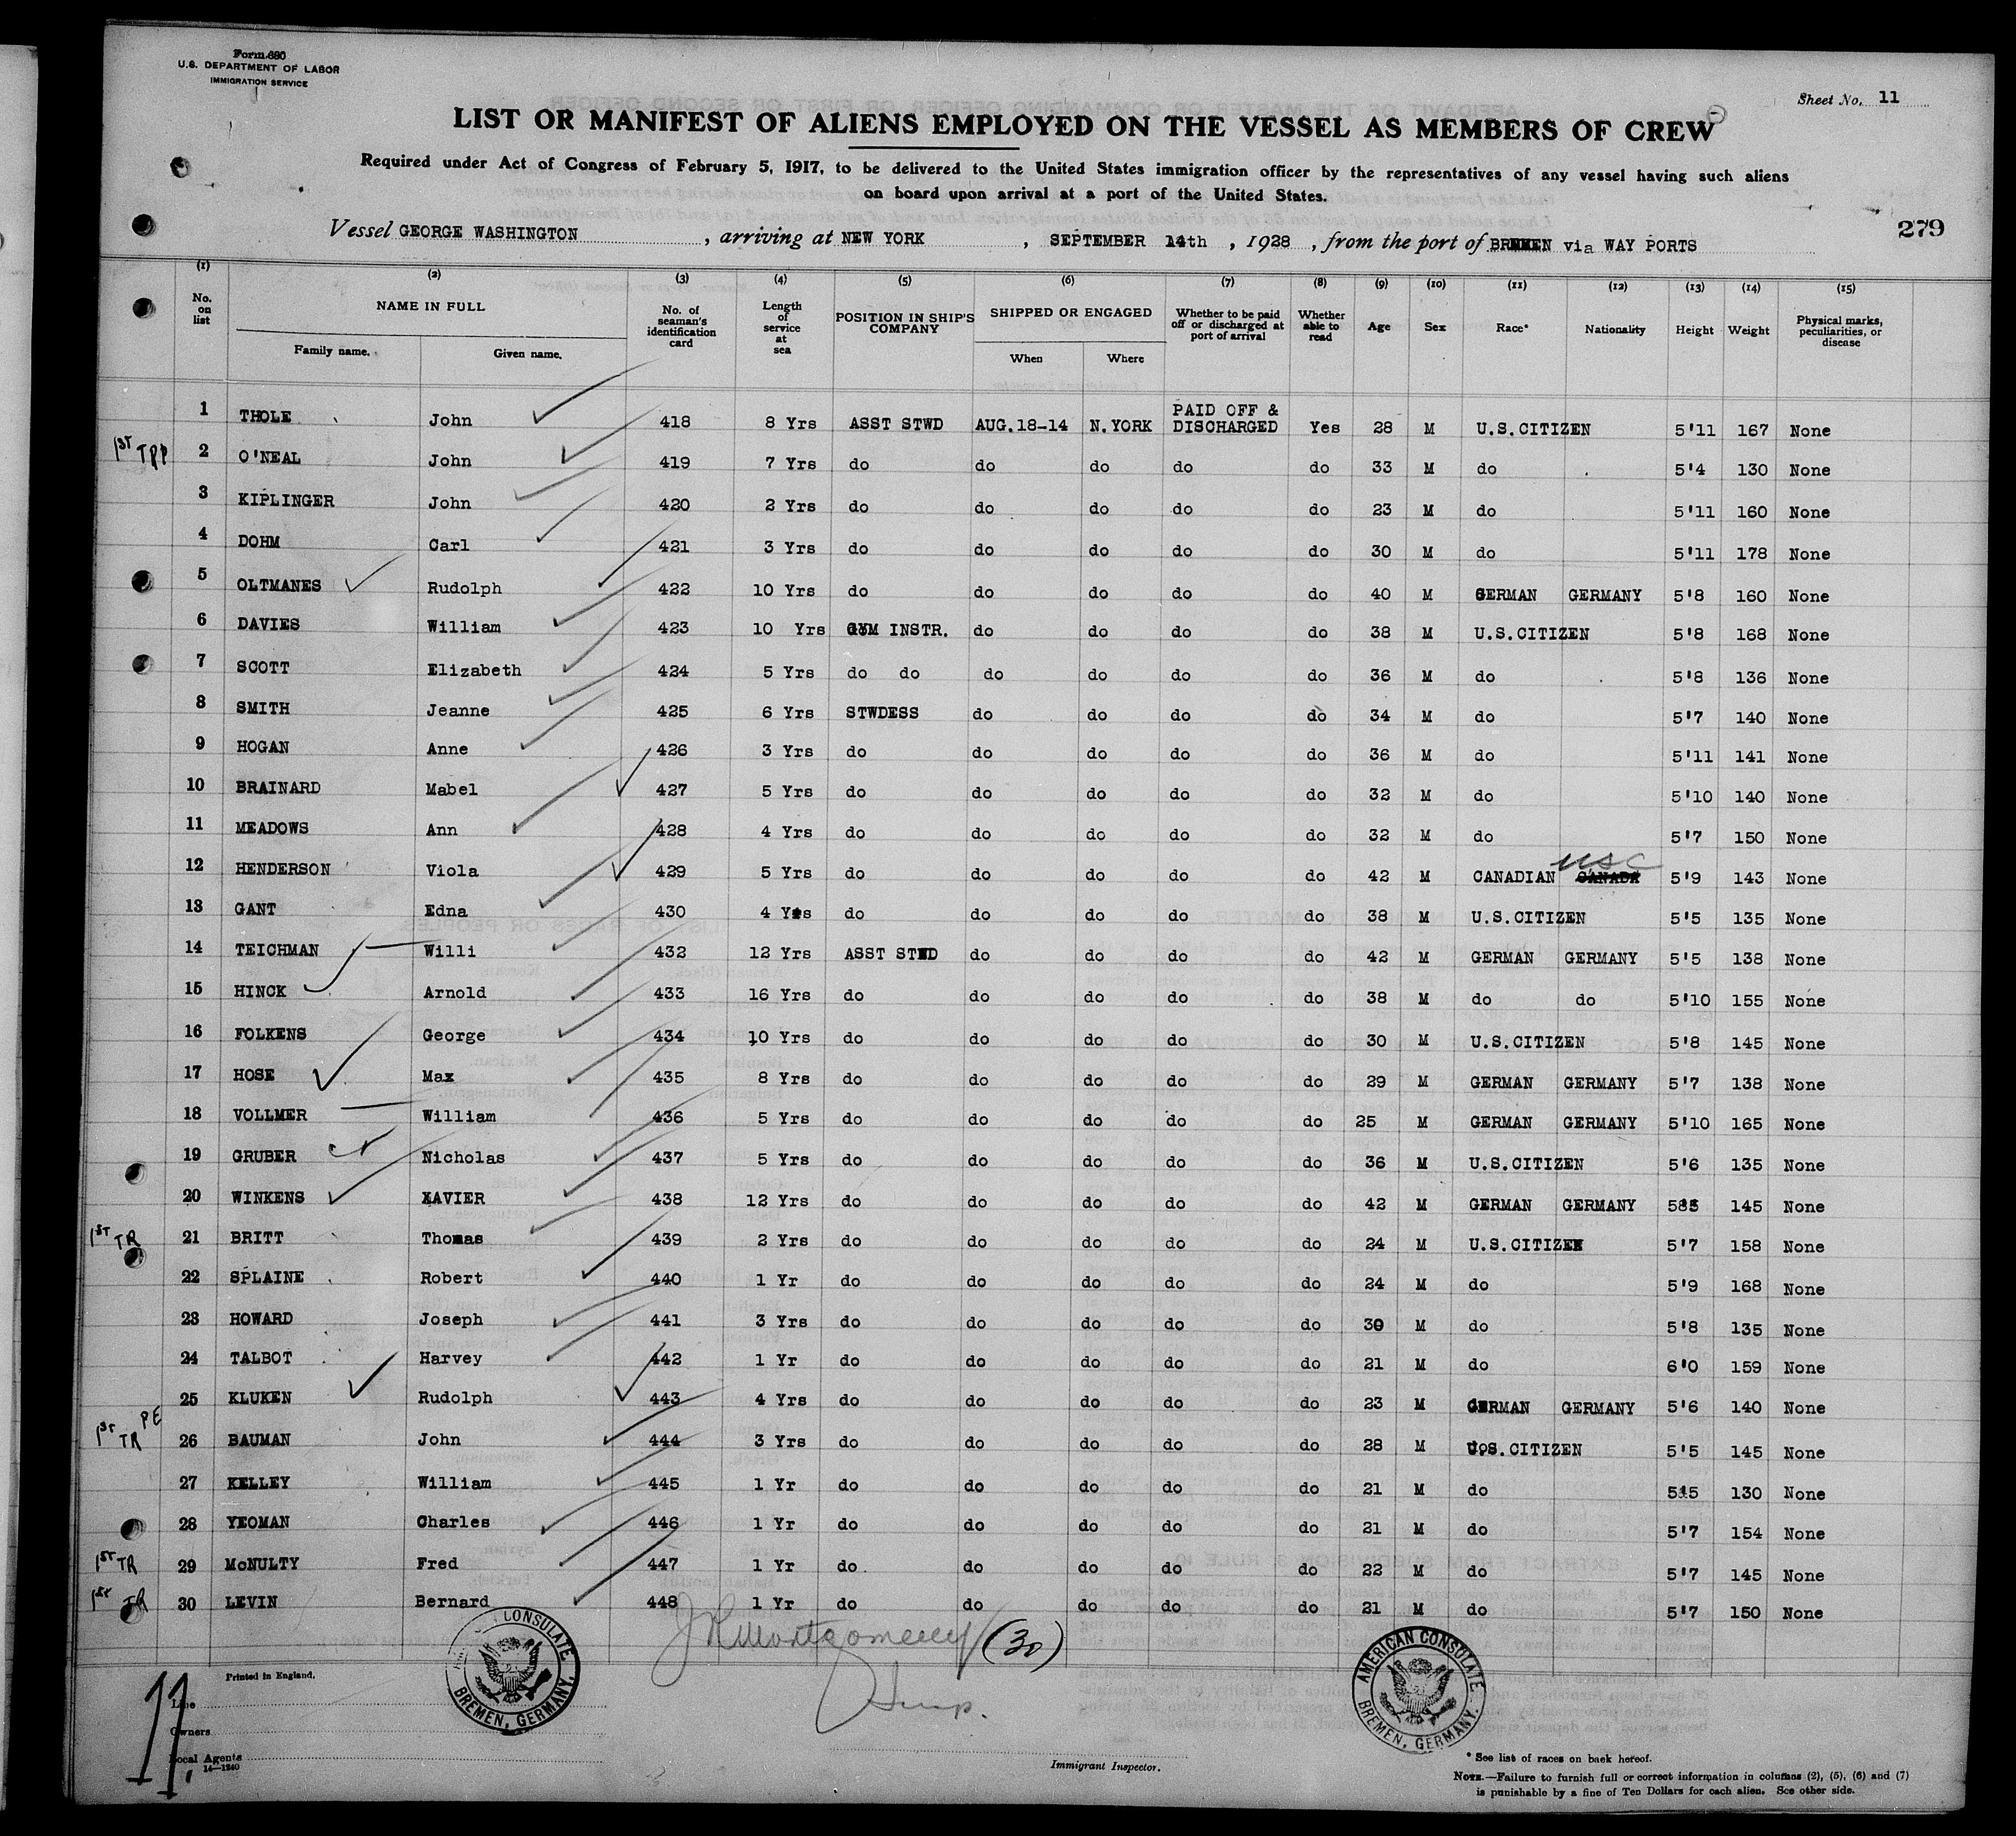 Form 680
U.S. DEPARTMENT OF LABOR
IMMIGRATION SERVICE
Sheet No. 11
LIST OR MANIFEST OF ALIENS EMPLOYED ON THE VESSEL AS MEMBERS OF CREW
Required under Act of Congress of February 5, 1917, to be delivered to the United States immigration officer by the representatives of any vessel having such aliens
on board upon arrival at a port of the United States.
279
Vessel GEORGE WASHINGTON, arriving at NEW YORK, SEPTEMBER 14th, 1928, from the port of BREMEN via WAY PORTS
(1) (2) (3) (4) (5) (6) (7) (8) (9) (10) (11) (12) (13) (14) (15)
No. on list NAME IN FULL Family name. Given name. No. of seaman's identification card Length of service at sea POSITION IN SHIP'S COMPANY SHIPPED OR ENGAGED When Where Whether to be paid off or discharged at port of arrival Whether able to read Age Sex Race* Nationality Height Weight Physical marks, peculiarities, or disease
1 THOLE John 418 8 Yrs ASST STWD AUG.18-14 N.YORK PAID OFF & DISCHARGED Yes 28 M U.S.CITIZEN 5'11 167 None
1ST TPP 2 O'NEAL John 419 7 Yrs do do do do do 33 M do 5'4 130 None
3 KIPLINGER John 420 2 Yrs do do do do do 23 M do 5'11 160 None
4 DOHM Carl 421 3 Yrs do do do do do 30 M do 5'11 178 None
5 OLTMANES Rudolph 422 10 Yrs do do do do do 40 M GERMAN GERMANY 5'8 160 None
6 DAVIES William 423 10 Yrs GYM INSTR. do do do do 38 M U.S.CITIZEN 5'8 168 None
7 SCOTT Elizabeth 424 5 Yrs do do do do do do 36 M do 5'8 136 None
8 SMITH Jeanne 425 6 Yrs STWDESS do do do do 34 M do 5'7 140 None
9 HOGAN Anne 426 3 Yrs do do do do do 36 M do 5'11 141 None
10 BRAINARD Mabel 427 5 Yrs do do do do do 32 M do 5'10 140 None
11 MEADOWS Ann 428 4 Yrs do do do do do 32 M do 5'7 150 None
12 HENDERSON Viola 429 5 Yrs do do do do do 42 M CANADIAN CANADA USC 5'9 143 None
13 GANT Edna 430 4 Yrs do do do do do 38 M U.S.CITIZEN 5'5 135 None
14 TEICHMAN Willi 432 12 Yrs ASST STWD do do do do 42 M GERMAN GERMANY 5'5 138 None
15 HINCK Arnold 433 16 Yrs do do do do do 38 M do do 5'10 155 None
16 FOLKENS George 434 10 Yrs do do do do do 30 M U.S.CITIZEN 5'8 145 None
17 HOSE Max 435 8 Yrs do do do do do 29 M GERMAN GERMANY 5'7 138 None
18 VOLLMER William 436 5 Yrs do do do do do 25 M GERMAN GERMANY 5'10 165 None
19 GRUBER Nicholas 437 5 Yrs do do do do do 36 M U.S.CITIZEN 5'6 135 None
20 WINKENS XAVIER 438 12 Yrs do do do do do 42 M GERMAN GERMANY 145 None
1ST TR 21 BRITT Thomas 439 2 Yrs do do do do do 24 M U.S.CITIZEN 5'7 158 None
22 SPLAINE Robert 440 1 Yr do do do do do 24 M do 5'9 168 None
23 HOWARD Joseph 441 3 Yrs do do do do do 30 M do 5'8 135 None
24 TALBOT Harvey 442 1 Yr do do do do do 21 M do 6'0 159 None
25 KLUKEN Rudolph 443 4 Yrs do do do do do 23 M GERMAN GERMANY 5'6 140 None
1ST TR PE 26 BAUMAN John 444 3 Yrs do do do do do 28 M U.S.CITIZEN 5'5 145 None
27 KELLEY William 445 1 Yr do do do do do 21 M do 5'5 130 None
28 YEOMAN Charles 446 1 Yr do do do do do 21 M do 5'7 154 None
1ST TR 29 McNULTY Fred 447 1 Yr do do do do do 22 M do 5'7 145 None
1ST TR 30 LEVIN Bernard 448 1 Yr do do do do do 21 M do 5'7 150 None
JRMontgomery (30)
Insp.
CONSULATE BREMEN, GERMANY.
AMERICAN CONSULATE BREMEN, GERMANY.
Printed in England.
11.
Line
Owners
Local Agents
14—1240
Immigrant Inspector.
* See list of races on back hereof.
NOTE.—Failure to furnish full or correct information in columns (2), (5), (6) and (7)
is punishable by a fine of Ten Dollars for each alien. See other side.